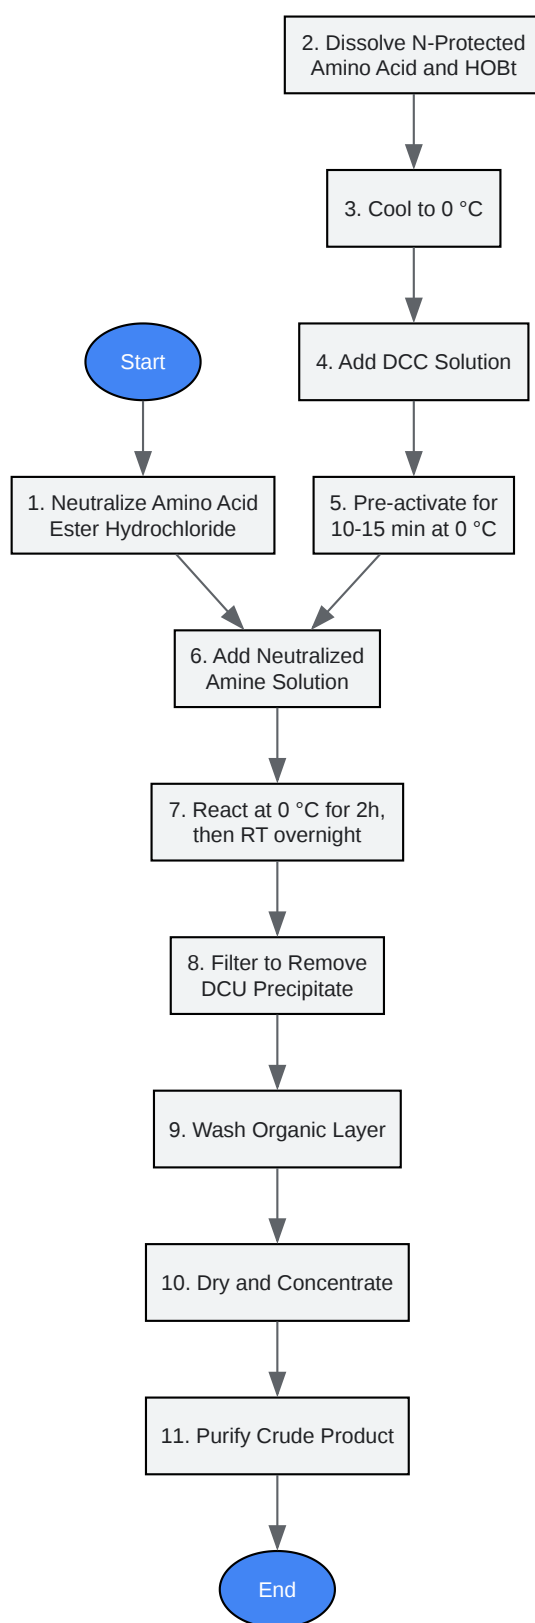 2. Dissolve N-Protected
Amino Acid and HOBt
3. Cool to 0 °C
Start
4. Add DCC Solution
1. Neutralize Amino Acid
Ester Hydrochloride
5. Pre-activate for
10-15 min at 0 °C
6. Add Neutralized
Amine Solution
7. React at 0 °C for 2h,
then RT overnight
8. Filter to Remove
DCU Precipitate
9. Wash Organic Layer
10. Dry and Concentrate
11. Purify Crude Product
End